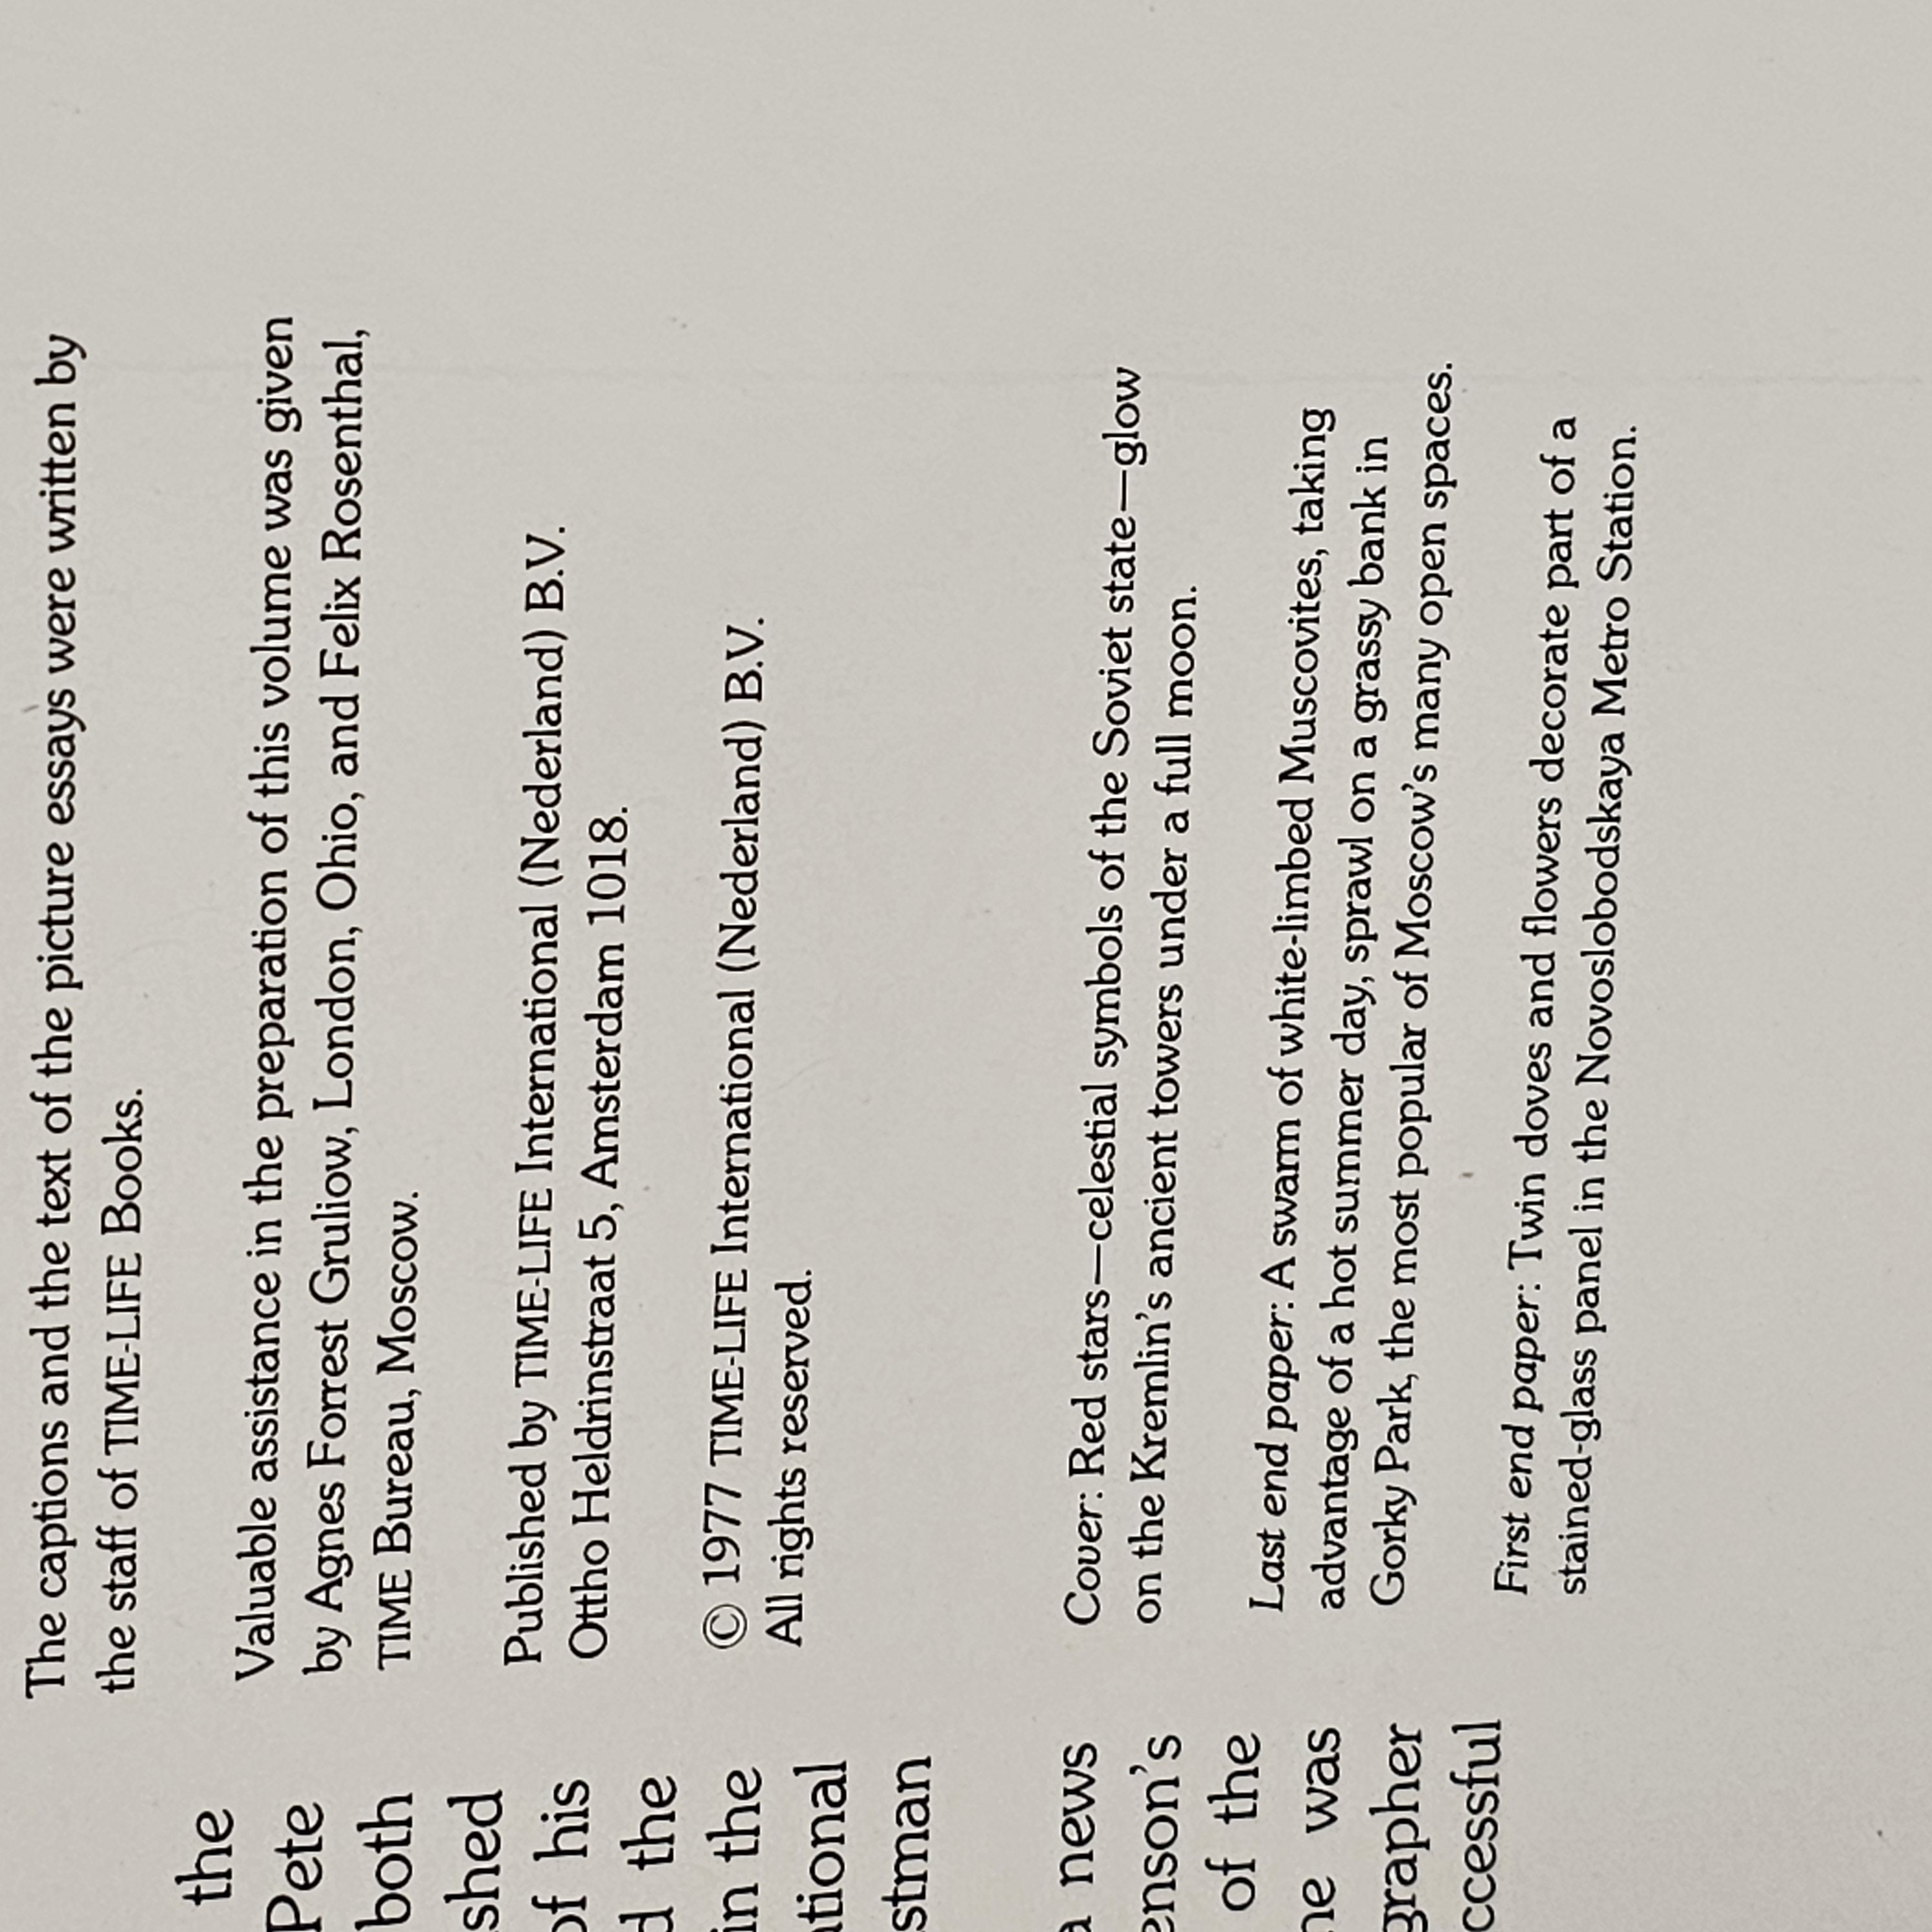 the
Pete
both
shed
of his
d the
in the
ational
stman
a news
enson's
of the
he was
grapher
ccessful
The captions and the text of the picture essays were written by
the staff of TIME-LIFE Books.
Valuable assistance in the preparation of this volume was given
by Agnes Forrest Gruliow, London, Ohio, and Felix Rosenthal,
TIME Bureau, Moscow.
Published by TIME-LIFE International (Nederland) B.V.
Ottho Heldrinstraat 5, Amsterdam 1018.
© 1977 TIME-LIFE International (Nederland) B.V.
All rights reserved.
Cover: Red stars—celestial symbols of the Soviet state—glow
on the Kremlin's ancient towers under a full moon.
Last end paper: A swarm of white-limbed Muscovites, taking
advantage of a hot summer day, sprawl on a grassy bank in
Gorky Park, the most popular of Moscow's many open spaces.
First end paper: Twin doves and flowers decorate part of a
stained-glass panel in the Novoslobodskaya Metro Station.